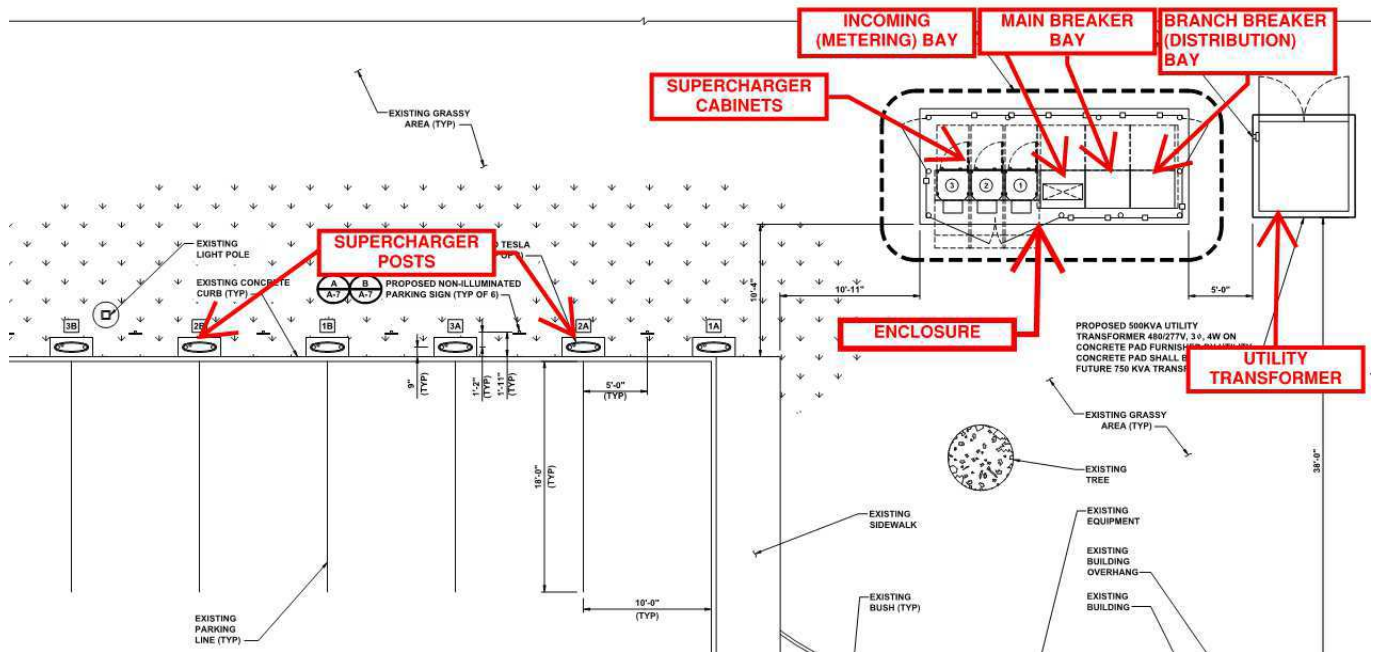 INCOMING
(METERING) BAY
MAIN BREAKER
BAY
BRANCH BREAKER
(DISTRIBUTION)
BAY
SUPERCHARGER
CABINETS
EXISTING GRASSY
AREA (TYP)
3
2
1
EXISTING
LIGHT POLE
SUPERCHARGER
POSTS
TESLA
EXISTING CONCRETE
CURB (TYP)
A
A-7
B
A-7
PROPOSED NON-ILLUMINATED
PARKING SIGN (TYP OF 6)
10'-4"
10'-11"
5'-0"
3B
2B
1B
3A
2A
1A
ENCLOSURE
PROPOSED 500KVA UTILITY
TRANSFORMER 480/277V, 3φ, 4W ON
CONCRETE PAD FURNISHED BY UTILITY
CONCRETE PAD SHALL B
FUTURE 750 KVA TRANSF
UTILITY
TRANSFORMER
9"
(TYP)
1'-2"
(TYP)
1'-11"
(TYP)
5'-0"
(TYP)
EXISTING GRASSY
AREA (TYP)
18'-0"
(TYP)
38'-0"
EXISTING
TREE
EXISTING
SIDEWALK
EXISTING
EQUIPMENT
EXISTING
BUILDING
OVERHANG
10'-0"
(TYP)
EXISTING
BUSH (TYP)
EXISTING
BUILDING
EXISTING
PARKING
LINE (TYP)